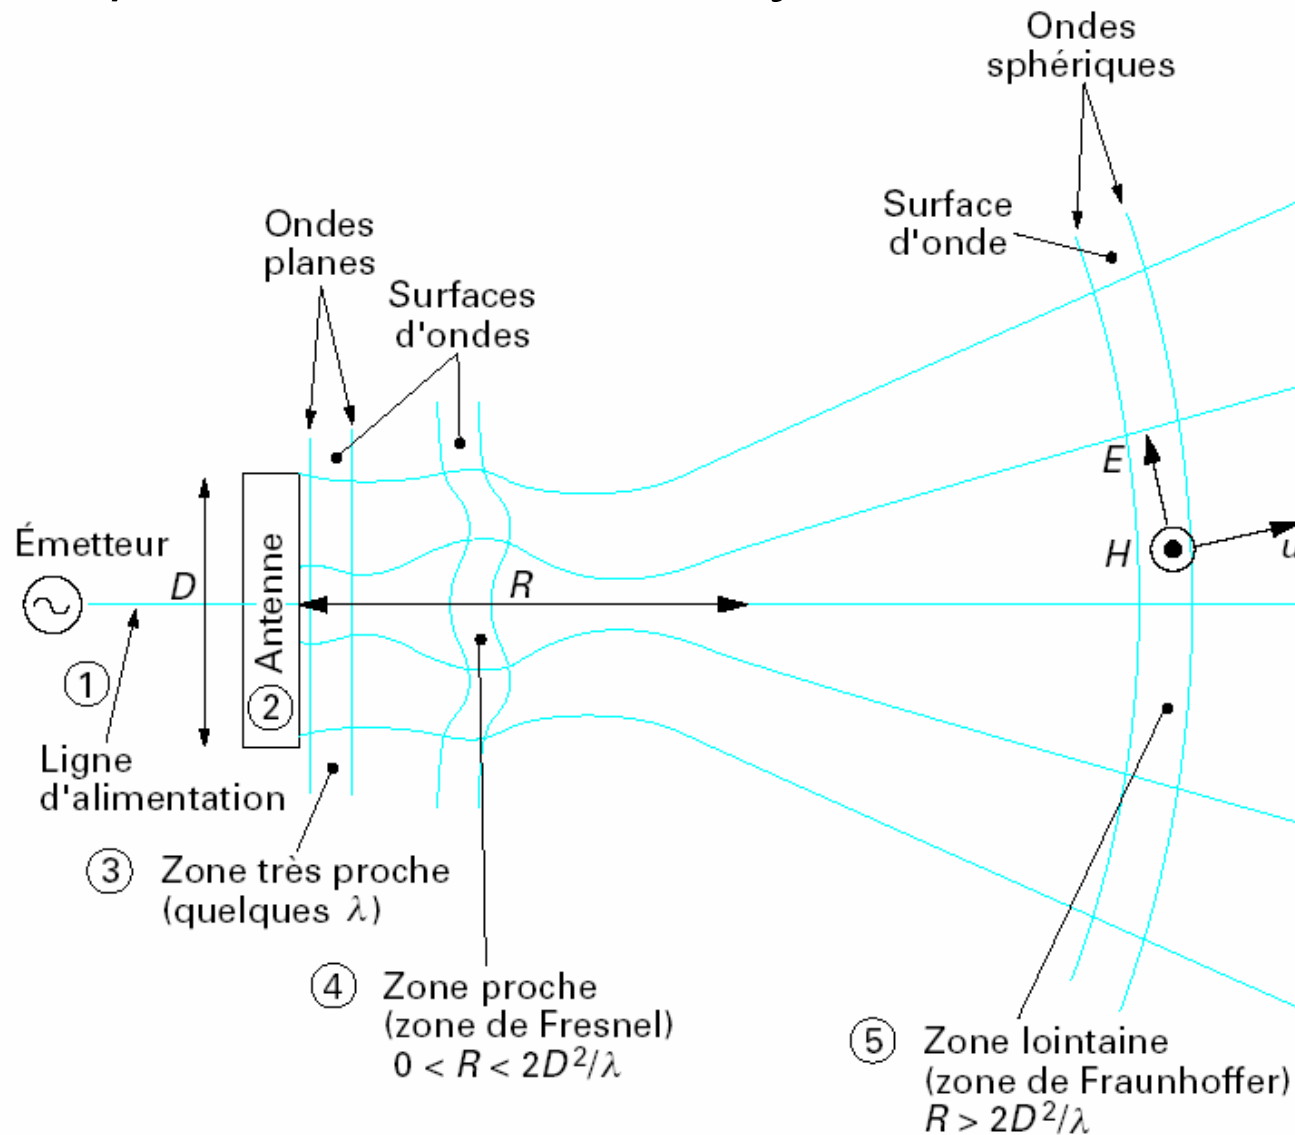 Ondes
sphériques
Surface
d'onde
Ondes
planes
Surfaces
d'ondes
E
H
u
Émetteur
D
R
Antenne
1
2
Ligne
d'alimentation
3 Zone très proche
(quelques λ)
4 Zone proche
(zone de Fresnel)
0 < R < 2D²/λ
5 Zone lointaine
(zone de Fraunhoffer)
R > 2D²/λ